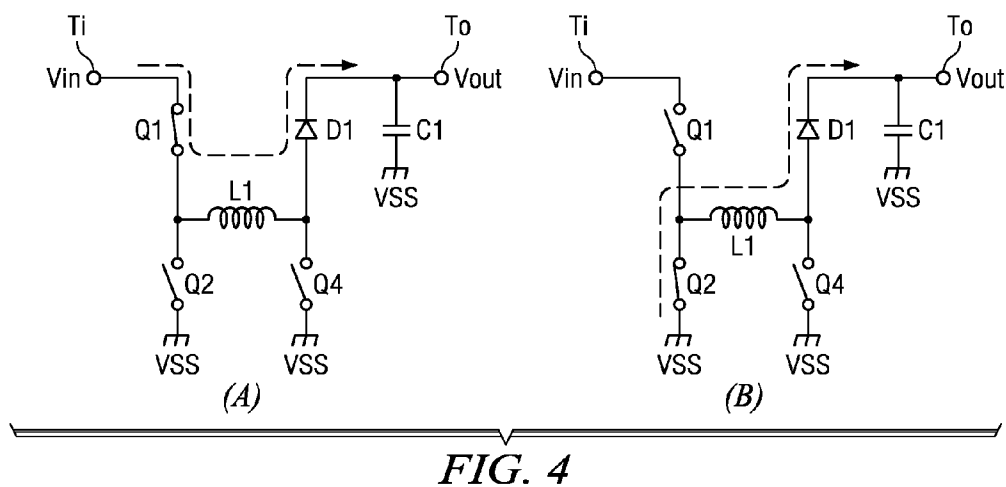 Ti To Ti To
Vin Vout Vin Vout
Q1 D1 C1 Q1 D1 C1
VSS VSS
L1 L1
Q2 Q4 Q2 Q4
VSS VSS VSS VSS
(A) (B)
FIG. 4